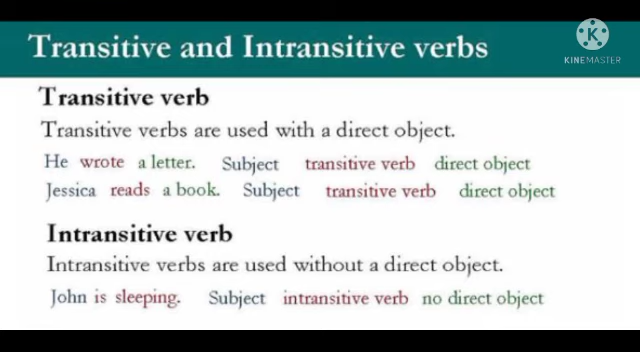 Transitive and Intransitive verbs
KINEMASTER
Transitive verb
Transitive verbs are used with a direct object.
He wrote a letter. Subject transitive verb direct object
Jessica reads a book. Subject transitive verb direct object
Intransitive verb
Intransitive verbs are used without a direct object.
John is sleeping. Subject intransitive verb no direct object